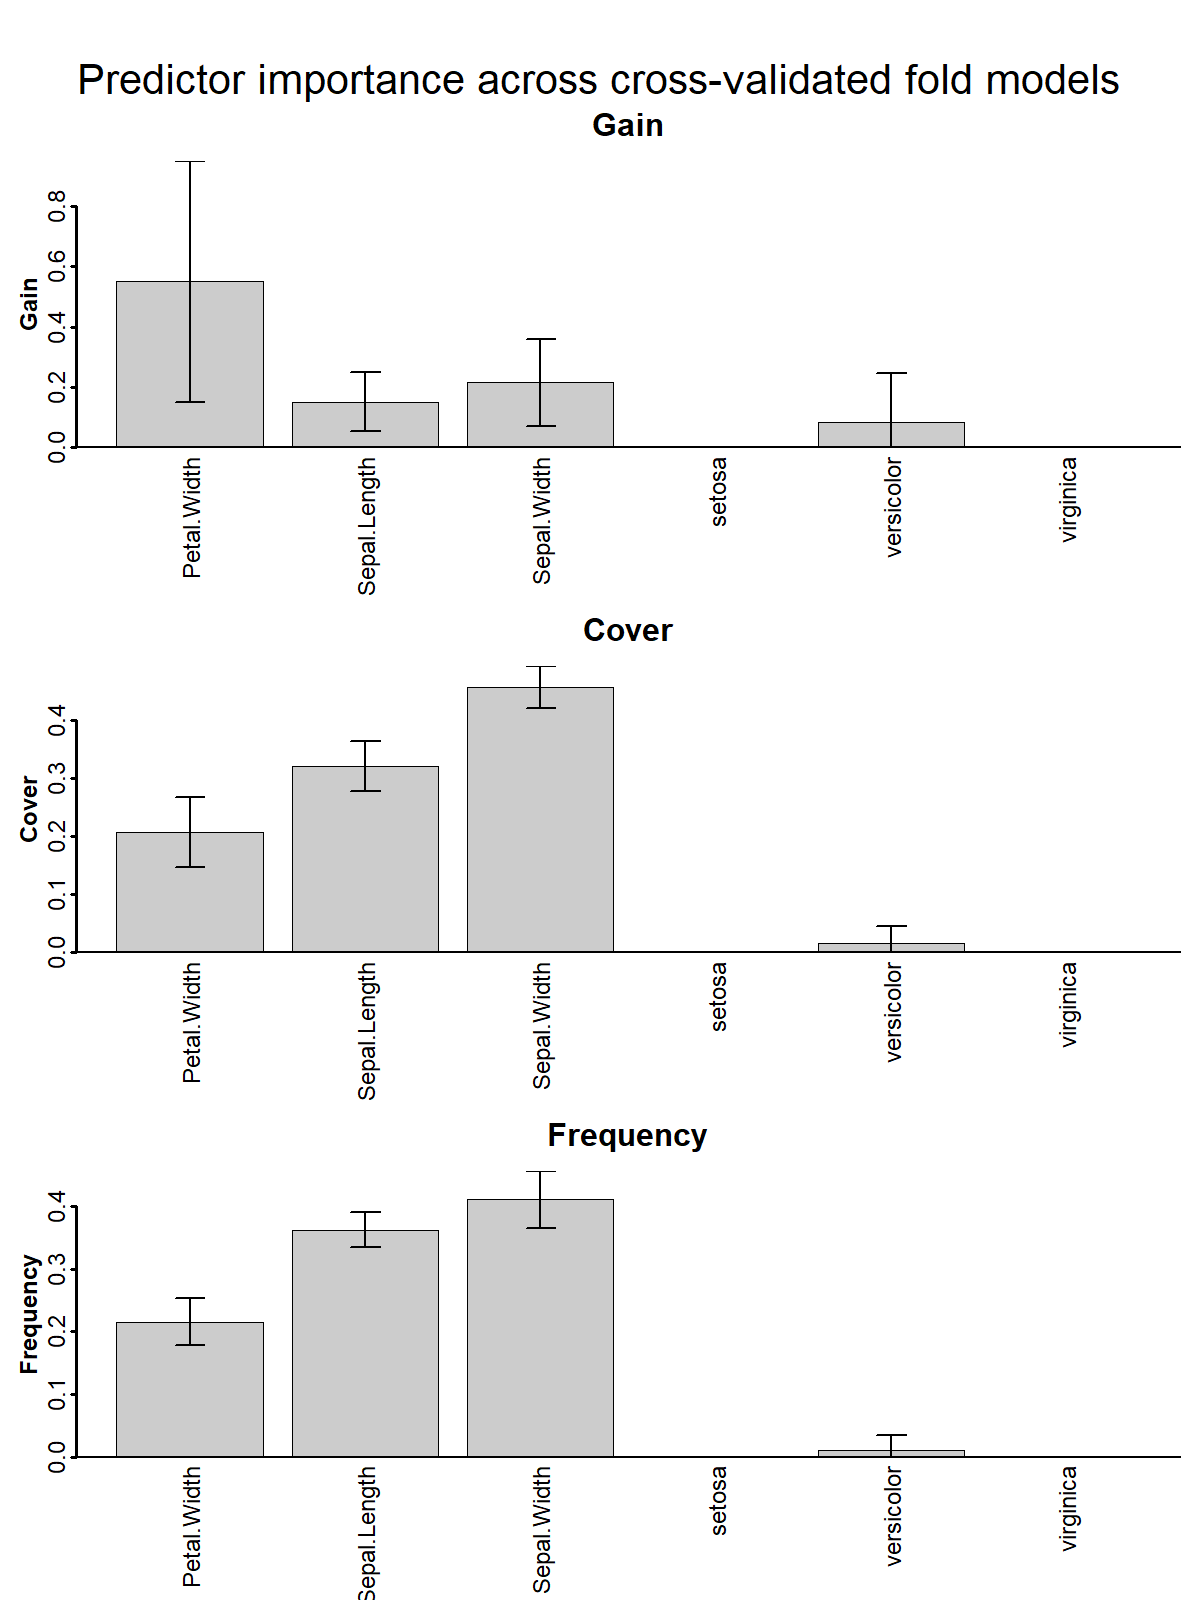 Predictor importance across cross-validated fold models
Gain
Gain
0.0
0.2
0.4
0.6
0.8
Petal.Width
Sepal.Length
Sepal.Width
setosa
versicolor
virginica
Cover
Cover
0.0
0.1
0.2
0.3
0.4
Petal.Width
Sepal.Length
Sepal.Width
setosa
versicolor
virginica
Frequency
Frequency
0.0
0.1
0.2
0.3
0.4
Petal.Width
Sepal.Length
Sepal.Width
setosa
versicolor
virginica